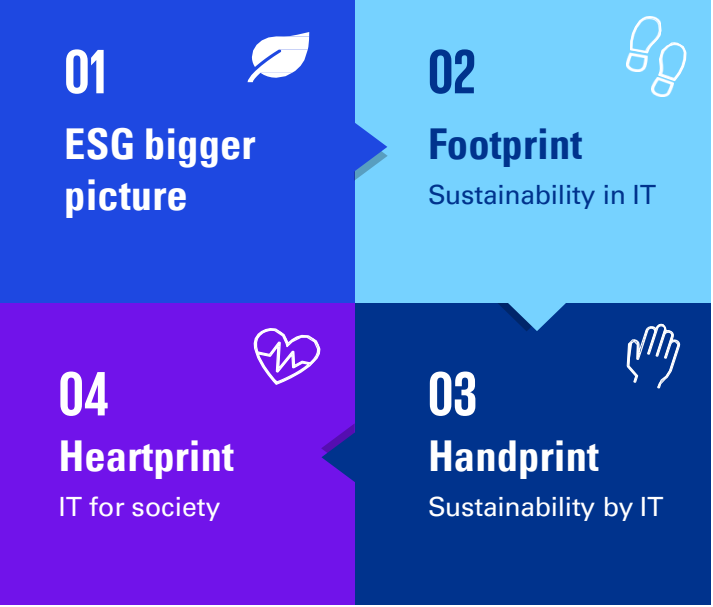 01
ESG bigger
picture
02
Footprint
Sustainability in IT
03
Handprint
Sustainability by IT
04
Heartprint
IT for society